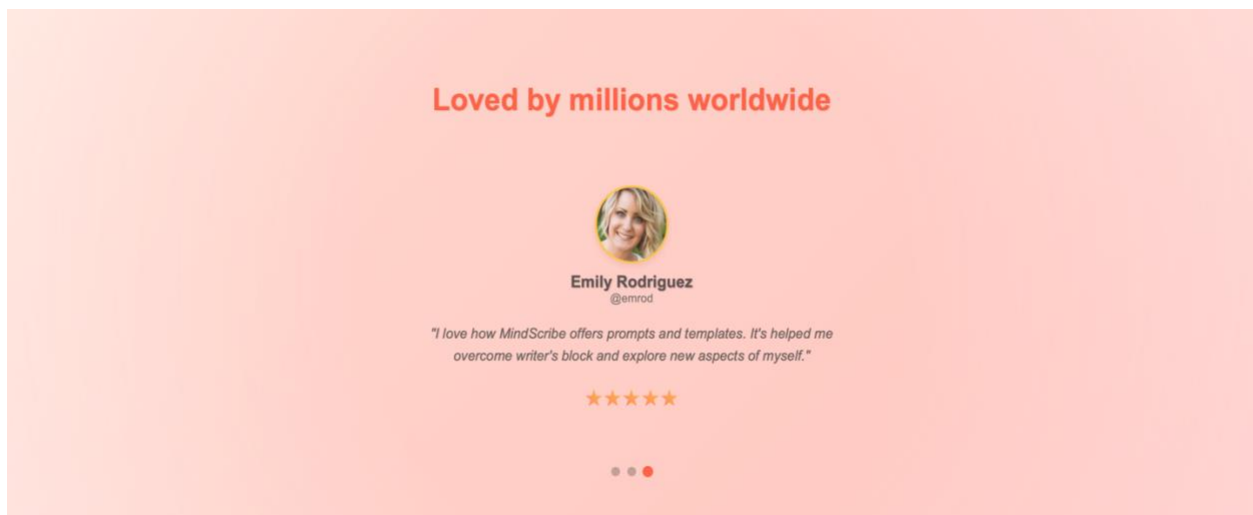 Loved by millions worldwide
Emily Rodriguez
@emrod
"I love how MindScribe offers prompts and templates. It's helped me
overcome writer's block and explore new aspects of myself."